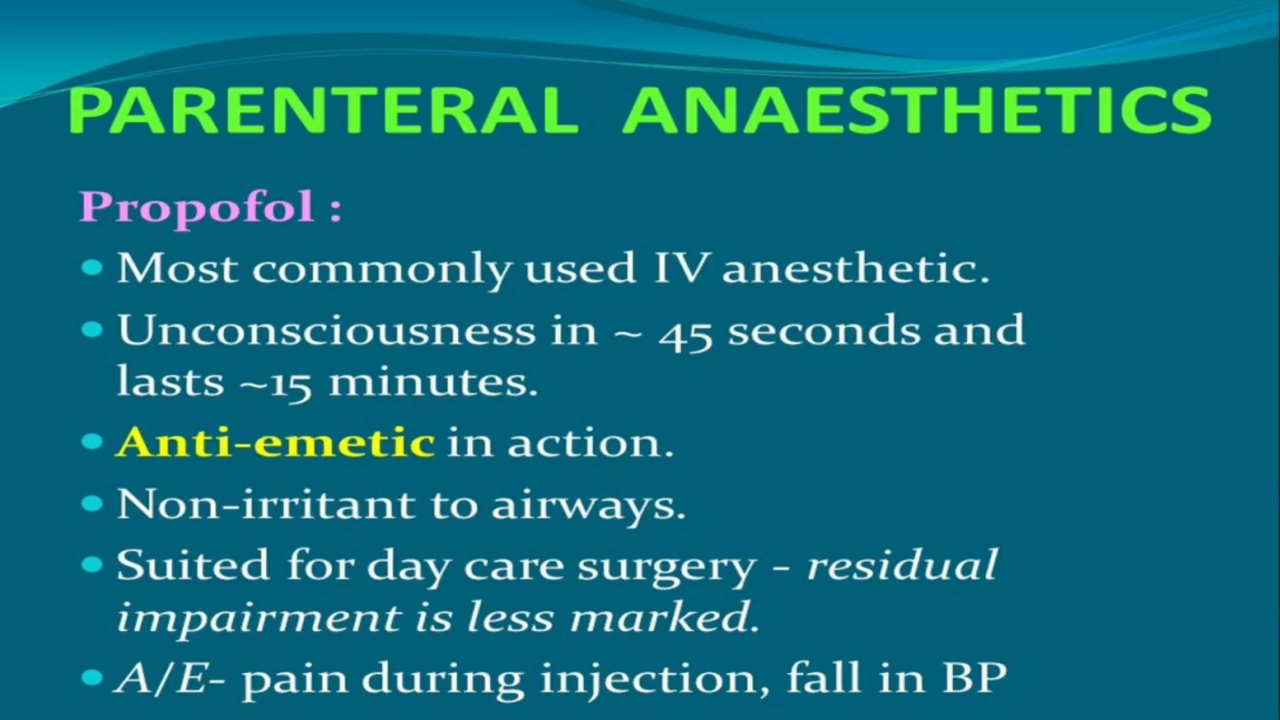 PARENTERAL ANAESTHETICS
Propofol :
• Most commonly used IV anesthetic.
• Unconsciousness in ~ 45 seconds and
lasts ~15 minutes.
• Anti-emetic in action.
• Non-irritant to airways.
• Suited for day care surgery - residual
impairment is less marked.
• A/E- pain during injection, fall in BP